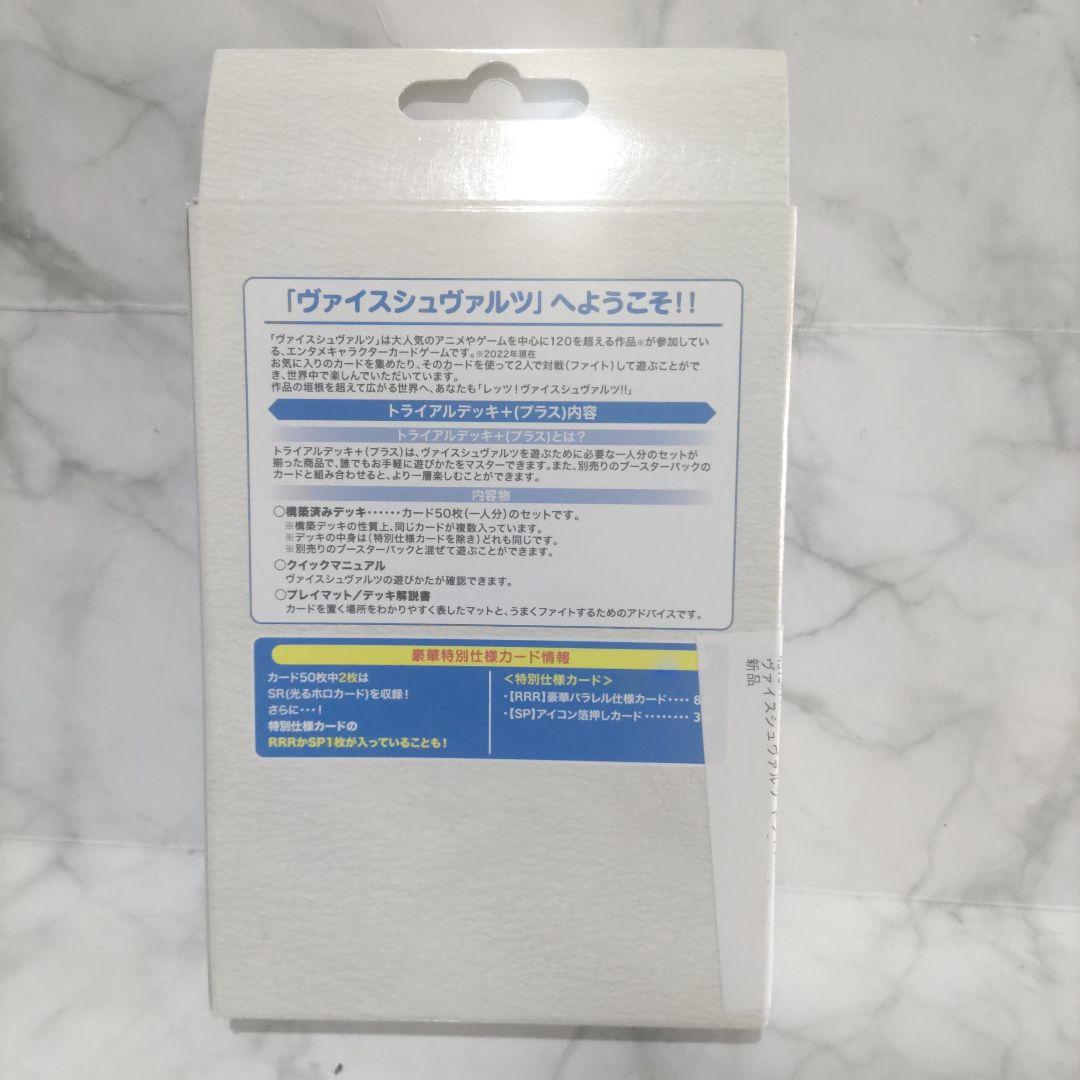 「ヴァイスシュヴァルツ」へようこそ!!
「ヴァイスシュヴァルツ」は大人気のアニメやゲームを中心に120を超える作品※が参加してい
る、エンタメキャラクターカードゲームです。※2022年現在
お気に入りのカードを集めたり、そのカードを使って2人で対戦(ファイト)して遊ぶことがで
き、世界中で楽しんでいただいています。
作品の垣根を超えて広がる世界へ、あなたも「レッツ!ヴァイスシュヴァルツ!!」
トライアルデッキ+(プラス)内容
トライアルデッキ+(プラス)とは?
トライアルデッキ+(プラス)は、ヴァイスシュヴァルツを遊ぶために必要な一人分のセットが
揃った商品で、誰でもお手軽に遊びかたをマスターできます。また、別売りのブースターパックの
カードと組み合わせると、より一層楽しむことができます。
内容物
○構築済みデッキ……カード50枚(一人分)のセットです。
※構築デッキの性質上、同じカードが複数入っています。
※デッキの中身は(特別仕様カードを除き)どれも同じです。
※別売りのブースターパックと混ぜて遊ぶことができます。
○クイックマニュアル
ヴァイスシュヴァルツの遊びかたが確認できます。
○プレイマット/デッキ解説書
カードを置く場所をわかりやすく表したマットと、うまくファイトするためのアドバイスです。
豪華特別仕様カード情報
カード50枚中2枚は
SR(光るホロカード)を収録!
さらに…!
特別仕様カードの
RRRかSP1枚が入っていることも!
<特別仕様カード>
・【RRR】豪華パラレル仕様カード‥‥8
・【SP】アイコン箔押しカード‥‥‥‥3
ヴァイスシュヴァルツ
新品